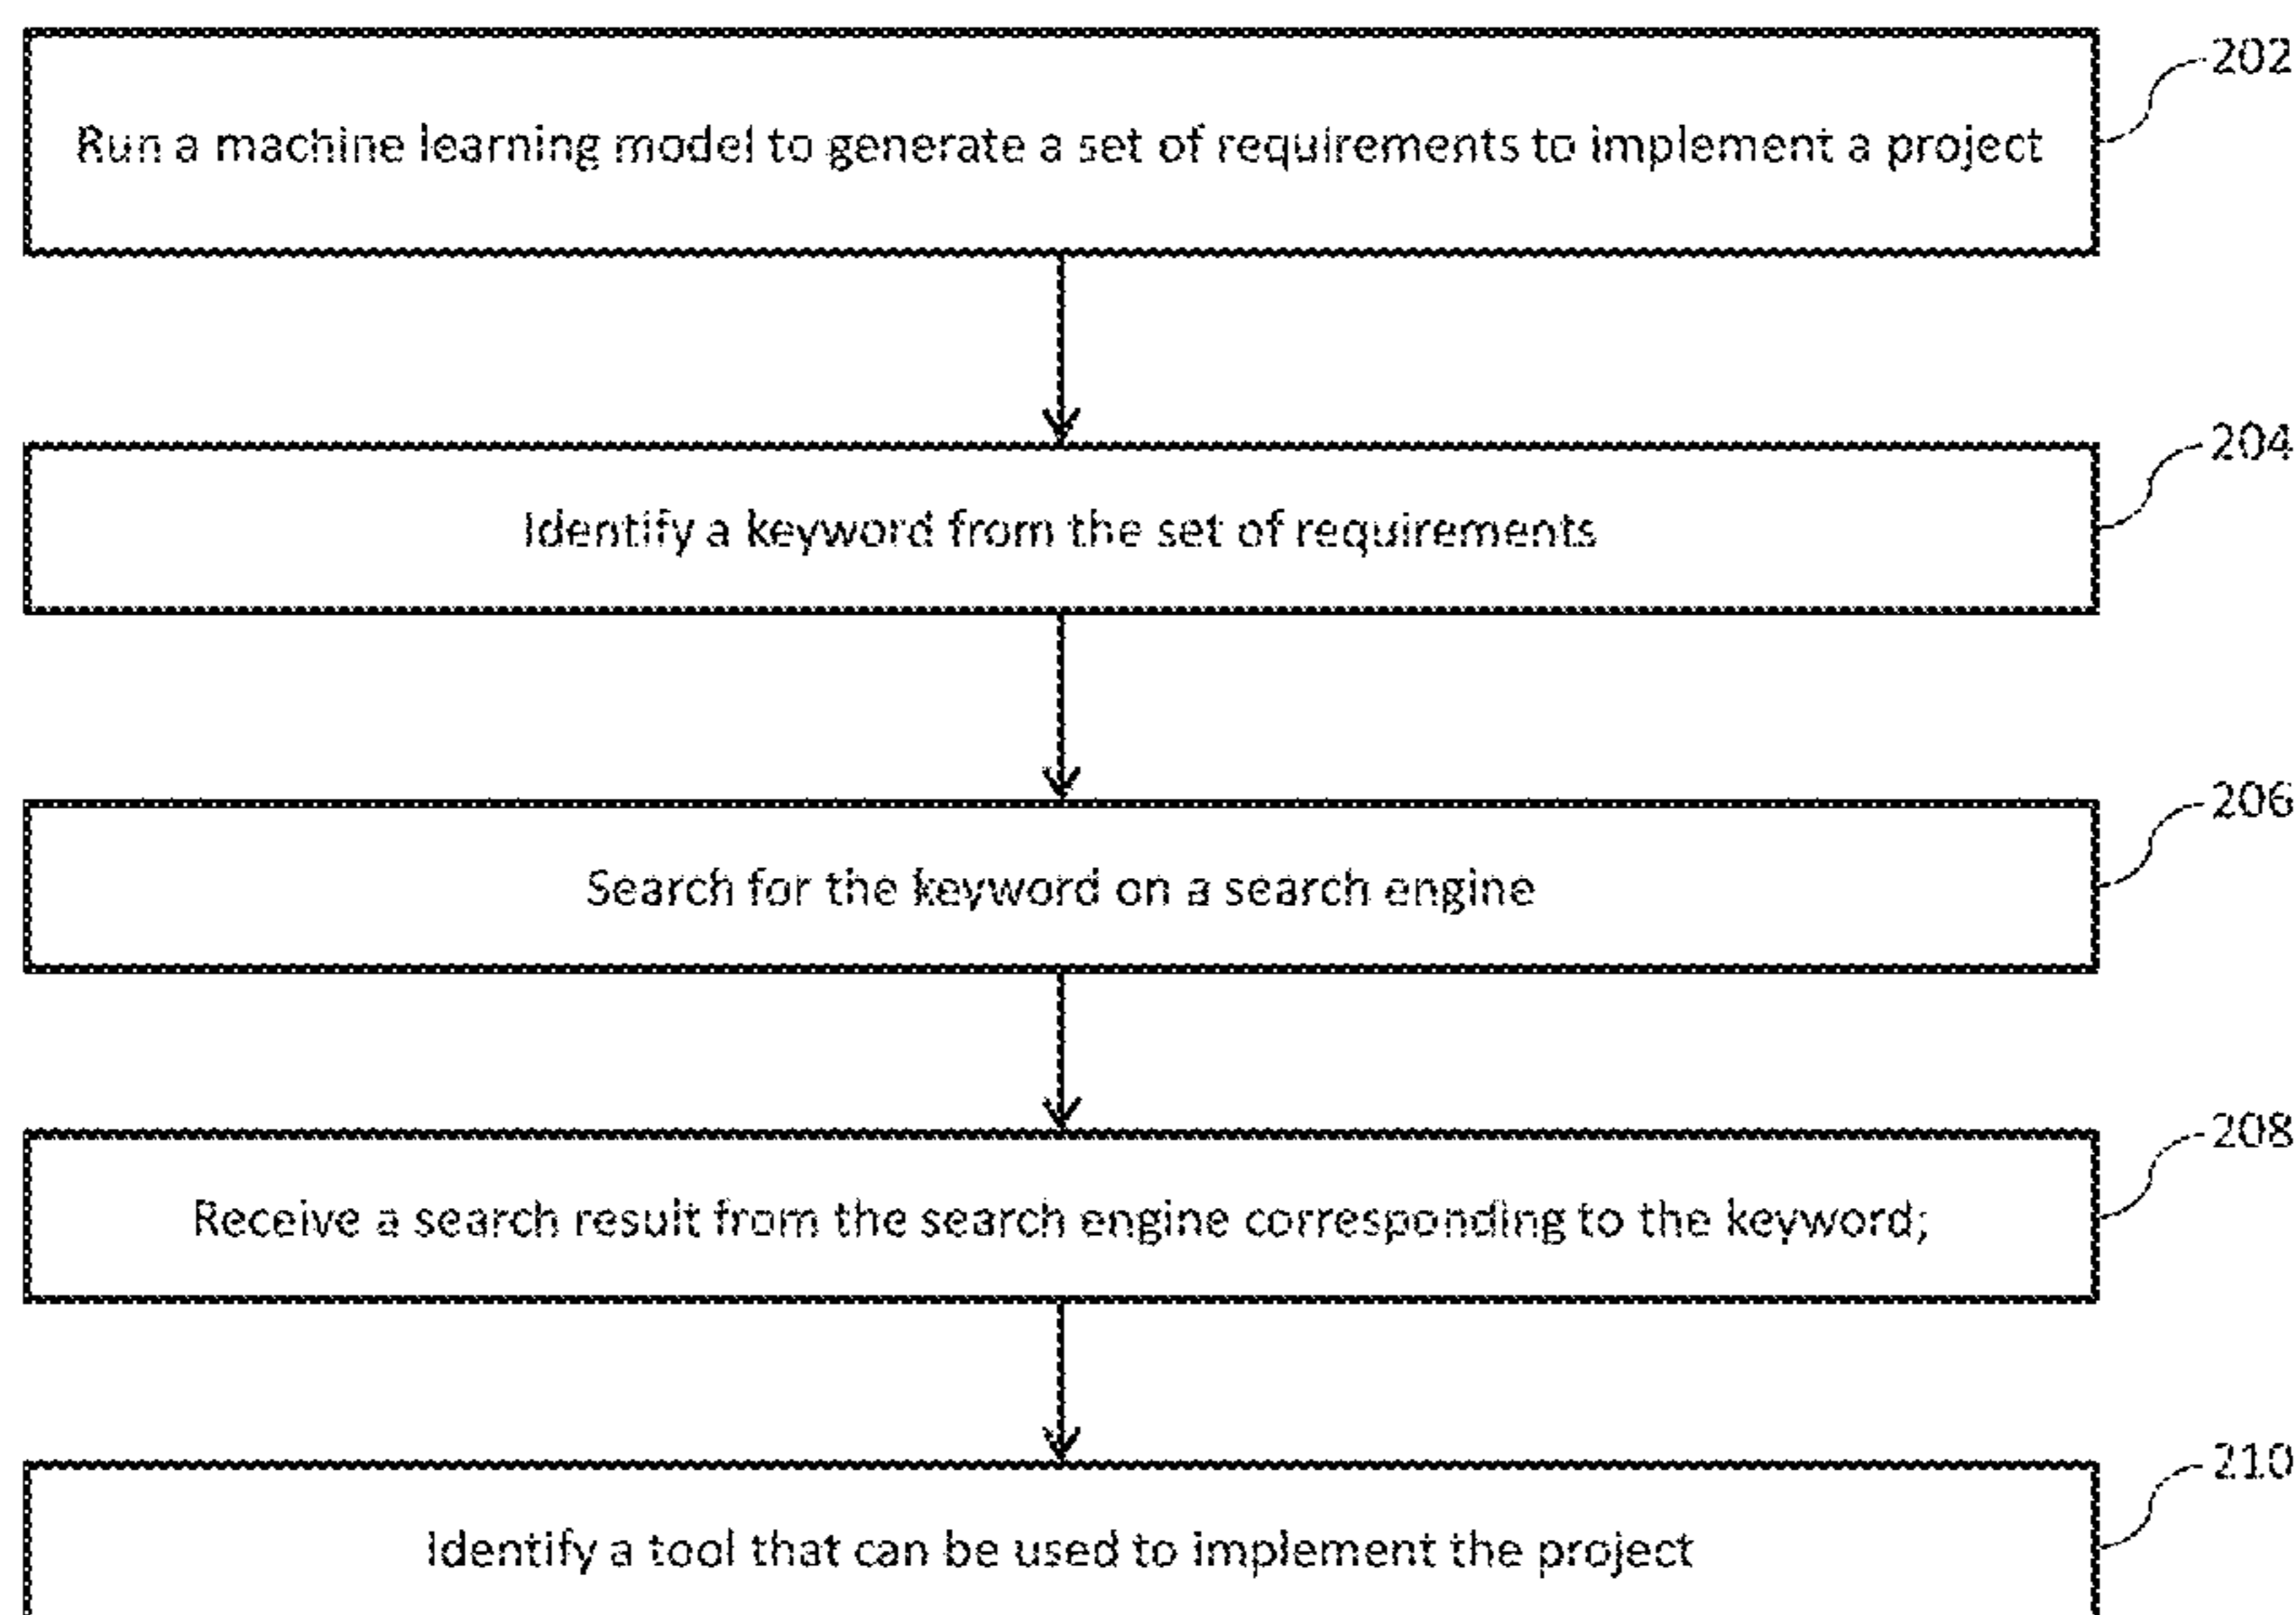 202
Run a machine learning model to generate a set of requirements to implement a project
204
Identify a keyword from the set of requirements
206
Search for the keyword on a search engine
208
Receive a search result from the search engine corresponding to the keyword;
210
Identify a tool that can be used to implement the project